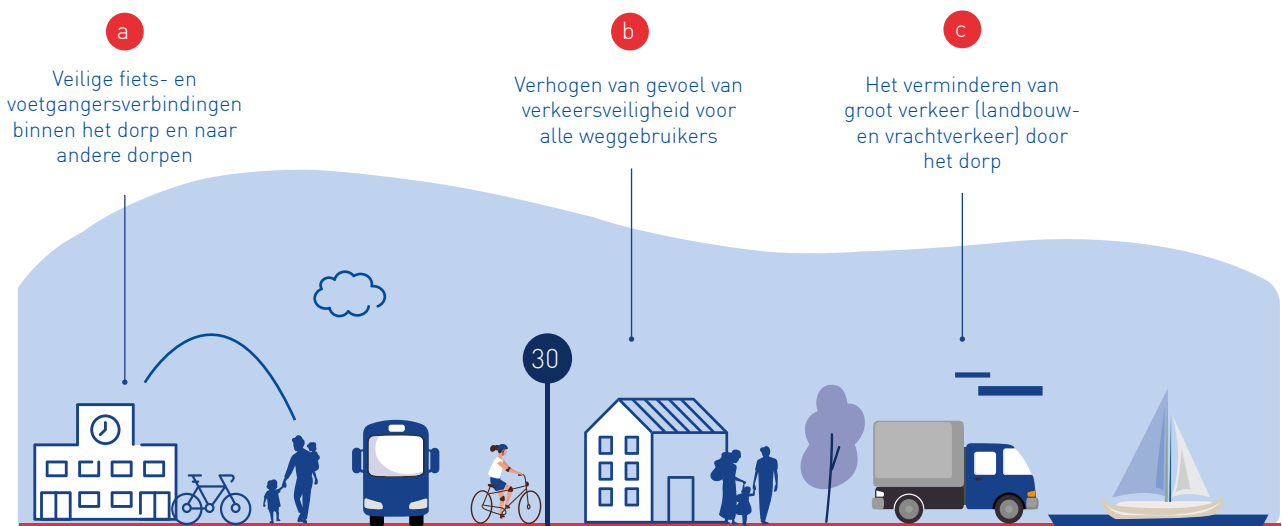 a
Veilige fiets- en
voetgangersverbindingen
binnen het dorp en naar
andere dorpen
b
Verhogen van gevoel van
verkeersveiligheid voor
alle weggebruikers
c
Het verminderen van
groot verkeer (landbouw-
en vrachtverkeer) door
het dorp
30